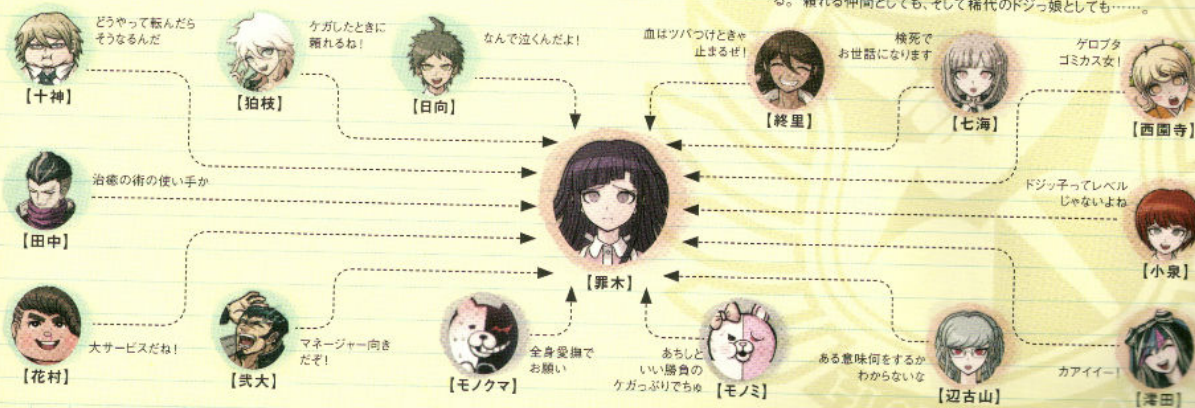 る。頼れる仲間としても、そして稀代のドジっ娘としても……。
どうやって転んだら
そうなるんだ
【十神】
ケガしたときに
頼れるね!
【狛枝】
なんで泣くんだよ!
【日向】
血はツバつけときゃ
止まるぜ!
【終里】
検死で
お世話になります
【七海】
ゲロブタ
ゴミカス女!
【西園寺】
治癒の術の使い手か
【田中】
【罪木】
ドジッ子ってレベル
じゃないよね
【小泉】
大サービスだね!
【花村】
マネージャー向き
だぞ!
【弐大】
全身愛撫で
お願い
【モノクマ】
あちしと
いい勝負の
ケガっぷりでちゅ
【モノミ】
ある意味何をするか
わからないな
【辺古山】
カアイイー!
【澪田】